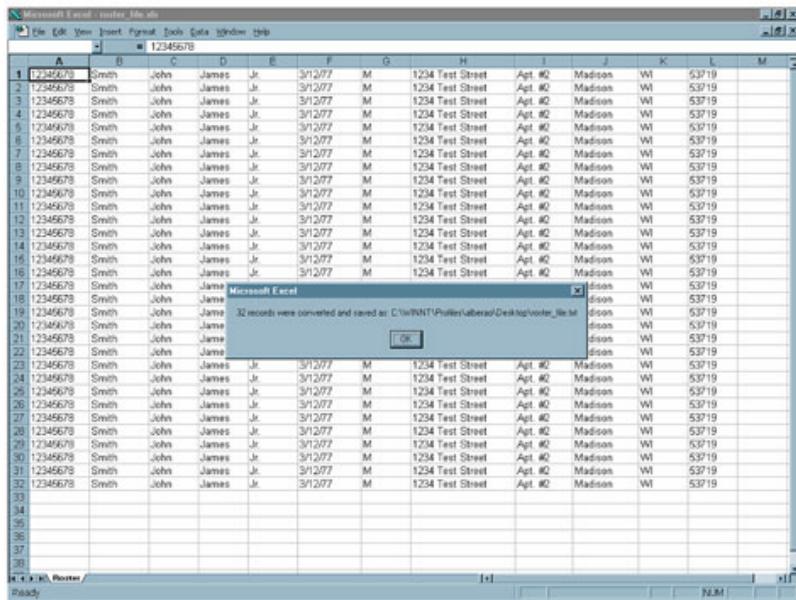 Microsoft Excel - roster_file.xls
File Edit View Insert Format Tools Data Window Help
= 12345678
A B C D E F G H I J K L M
1 12345678 Smith John James Jr. 3/12/77 M 1234 Test Street Apt. #2 Madison WI 53719
2 12345678 Smith John James Jr. 3/12/77 M 1234 Test Street Apt. #2 Madison WI 53719
3 12345678 Smith John James Jr. 3/12/77 M 1234 Test Street Apt. #2 Madison WI 53719
4 12345678 Smith John James Jr. 3/12/77 M 1234 Test Street Apt. #2 Madison WI 53719
5 12345678 Smith John James Jr. 3/12/77 M 1234 Test Street Apt. #2 Madison WI 53719
6 12345678 Smith John James Jr. 3/12/77 M 1234 Test Street Apt. #2 Madison WI 53719
7 12345678 Smith John James Jr. 3/12/77 M 1234 Test Street Apt. #2 Madison WI 53719
8 12345678 Smith John James Jr. 3/12/77 M 1234 Test Street Apt. #2 Madison WI 53719
9 12345678 Smith John James Jr. 3/12/77 M 1234 Test Street Apt. #2 Madison WI 53719
10 12345678 Smith John James Jr. 3/12/77 M 1234 Test Street Apt. #2 Madison WI 53719
11 12345678 Smith John James Jr. 3/12/77 M 1234 Test Street Apt. #2 Madison WI 53719
12 12345678 Smith John James Jr. 3/12/77 M 1234 Test Street Apt. #2 Madison WI 53719
13 12345678 Smith John James Jr. 3/12/77 M 1234 Test Street Apt. #2 Madison WI 53719
14 12345678 Smith John James Jr. 3/12/77 M 1234 Test Street Apt. #2 Madison WI 53719
15 12345678 Smith John James Jr. 3/12/77 M 1234 Test Street Apt. #2 Madison WI 53719
16 12345678 Smith John James Jr. 3/12/77 M 1234 Test Street Apt. #2 Madison WI 53719
17 12345678 Smith John Jame dison WI 53719
18 12345678 Smith John Jame dison WI 53719
19 12345678 Smith John Jame dison WI 53719
20 12345678 Smith John Jame dison WI 53719
21 12345678 Smith John Jame dison WI 53719
22 12345678 Smith John Jame dison WI 53719
Microsoft Excel
32 records were converted and saved as: C:\WINNT\Profiles\alberao\Desktop\roster_file.txt
OK
23 12345678 Smith John James Jr. 3/12/77 M 1234 Test Street Apt. #2 Madison WI 53719
24 12345678 Smith John James Jr. 3/12/77 M 1234 Test Street Apt. #2 Madison WI 53719
25 12345678 Smith John James Jr. 3/12/77 M 1234 Test Street Apt. #2 Madison WI 53719
26 12345678 Smith John James Jr. 3/12/77 M 1234 Test Street Apt. #2 Madison WI 53719
27 12345678 Smith John James Jr. 3/12/77 M 1234 Test Street Apt. #2 Madison WI 53719
28 12345678 Smith John James Jr. 3/12/77 M 1234 Test Street Apt. #2 Madison WI 53719
29 12345678 Smith John James Jr. 3/12/77 M 1234 Test Street Apt. #2 Madison WI 53719
30 12345678 Smith John James Jr. 3/12/77 M 1234 Test Street Apt. #2 Madison WI 53719
31 12345678 Smith John James Jr. 3/12/77 M 1234 Test Street Apt. #2 Madison WI 53719
32 12345678 Smith John James Jr. 3/12/77 M 1234 Test Street Apt. #2 Madison WI 53719
33
34
35
36
37
38
Roster
Ready NUM